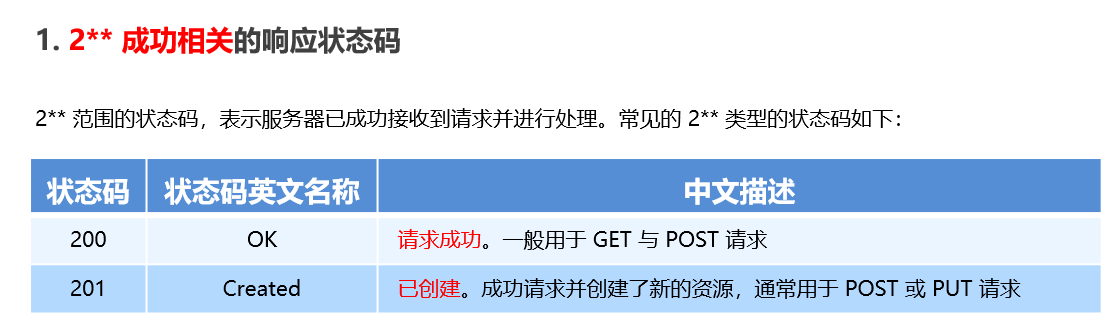 1. 2** 成功相关的响应状态码
2** 范围的状态码，表示服务器已成功接收到请求并进行处理。常见的 2** 类型的状态码如下：
状态码 状态码英文名称 中文描述
200 OK 请求成功。一般用于 GET 与 POST 请求
201 Created 已创建。成功请求并创建了新的资源，通常用于 POST 或 PUT 请求